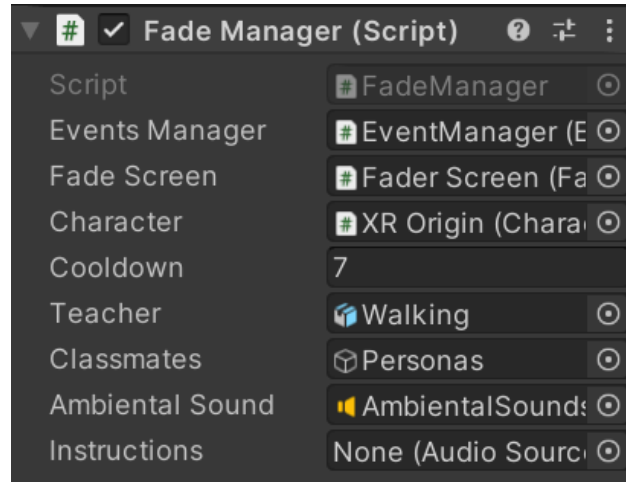 Fade Manager (Script)
Script FadeManager
Events Manager EventManager (E
Fade Screen Fader Screen (Fa
Character XR Origin (Chara
Cooldown 7
Teacher Walking
Classmates Personas
Ambiental Sound AmbientalSounds
Instructions None (Audio Sourc